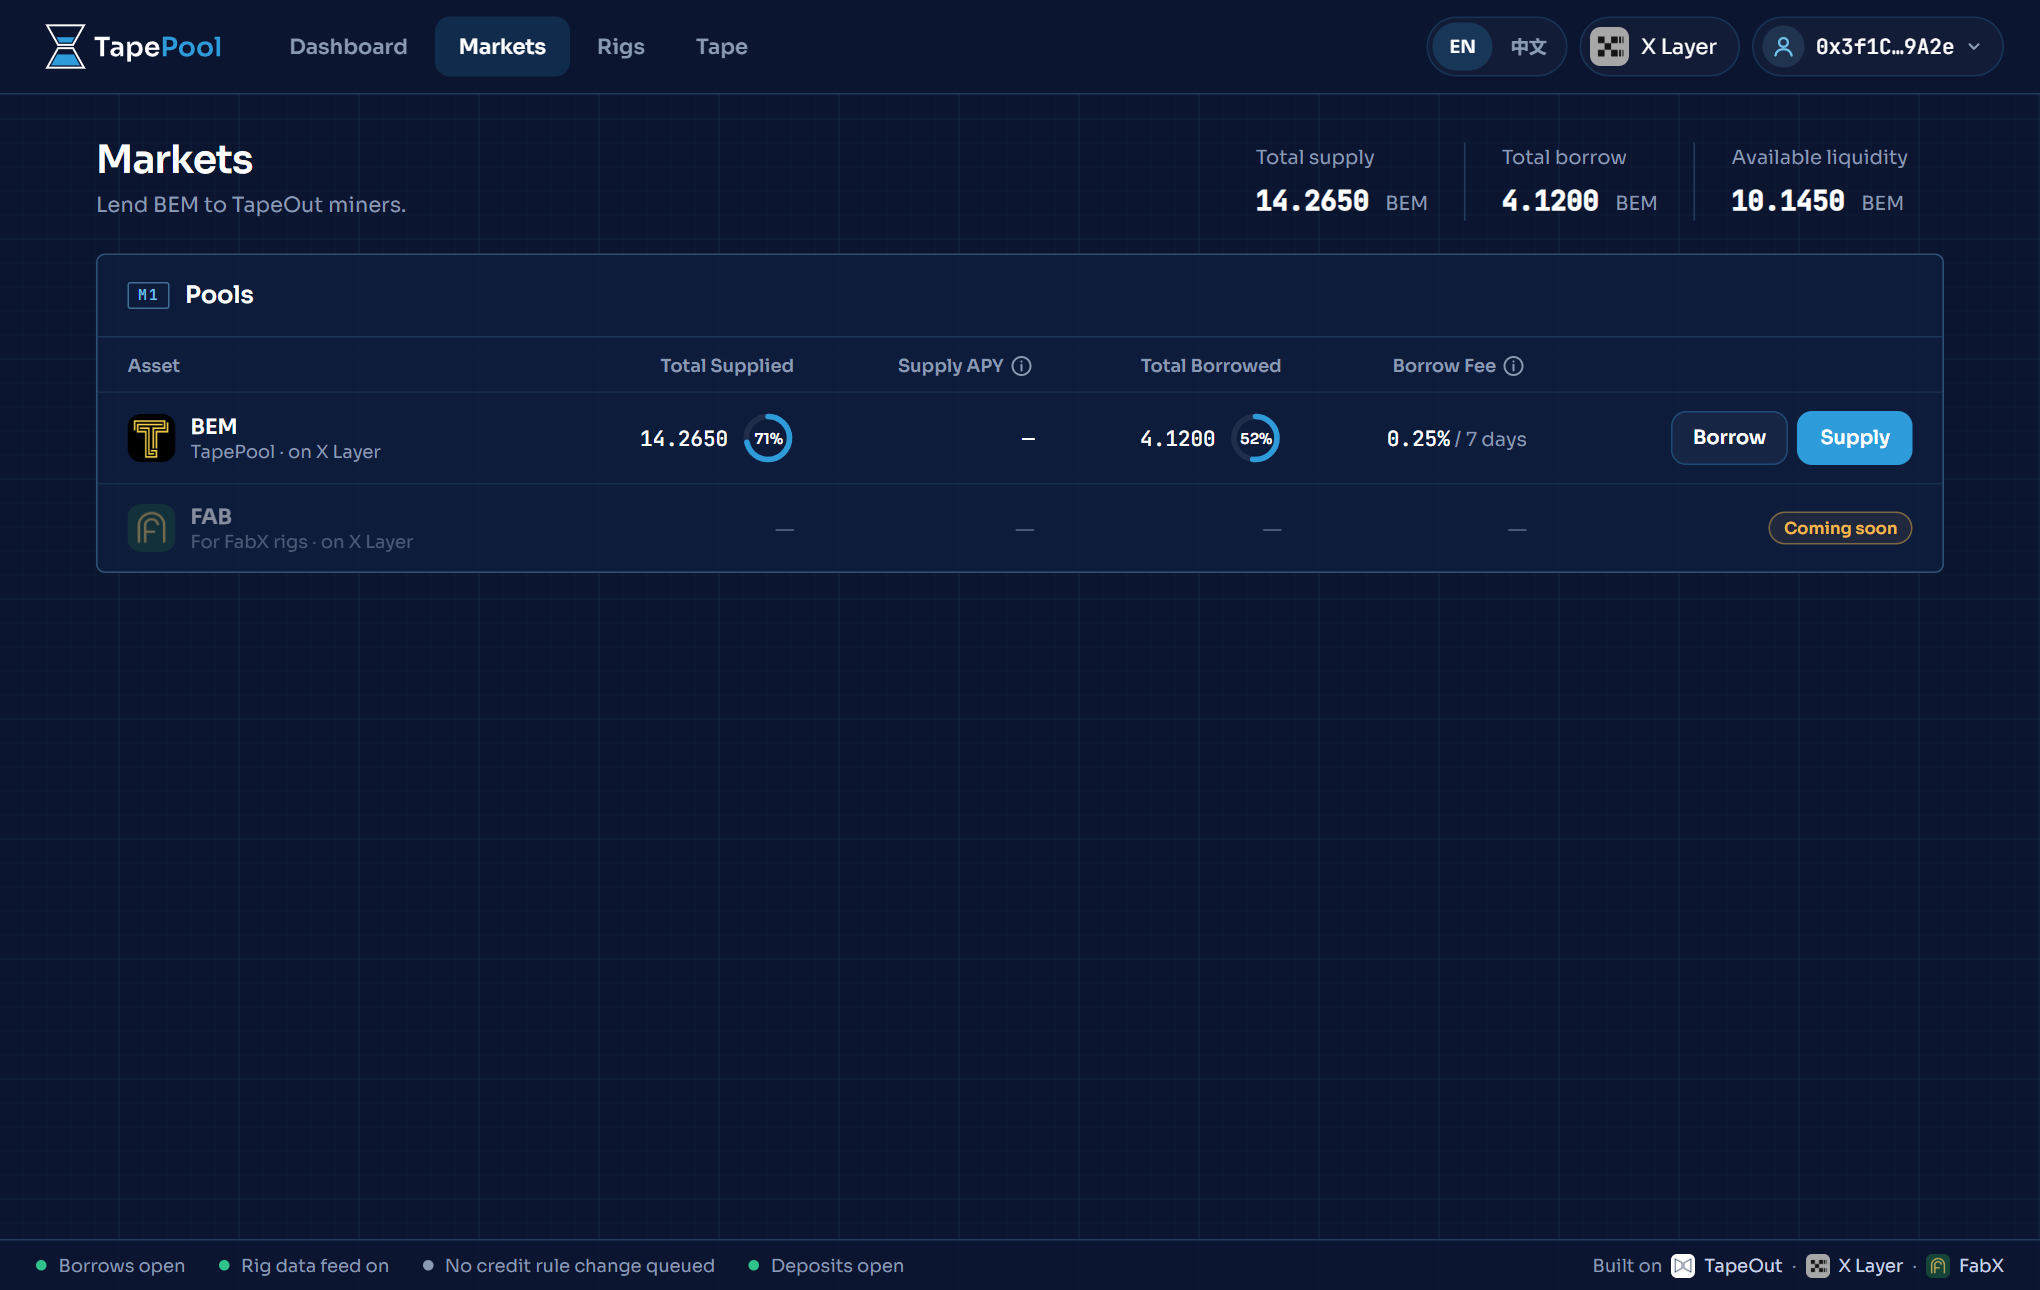 TapePool
Dashboard
Markets
Rigs
Tape
EN
中文
X Layer
0x3f1C…9A2e
Markets
Lend BEM to TapeOut miners.
Total supply
14.2650 BEM
Total borrow
4.1200 BEM
Available liquidity
10.1450 BEM
M1 Pools
Asset
Total Supplied
Supply APY
Total Borrowed
Borrow Fee
BEM
TapePool · on X Layer
14.2650
71%
—
4.1200
52%
0.25% / 7 days
Borrow
Supply
FAB
For FabX rigs · on X Layer
—
—
—
—
Coming soon
Borrows open
Rig data feed on
No credit rule change queued
Deposits open
Built on TapeOut · X Layer · FabX